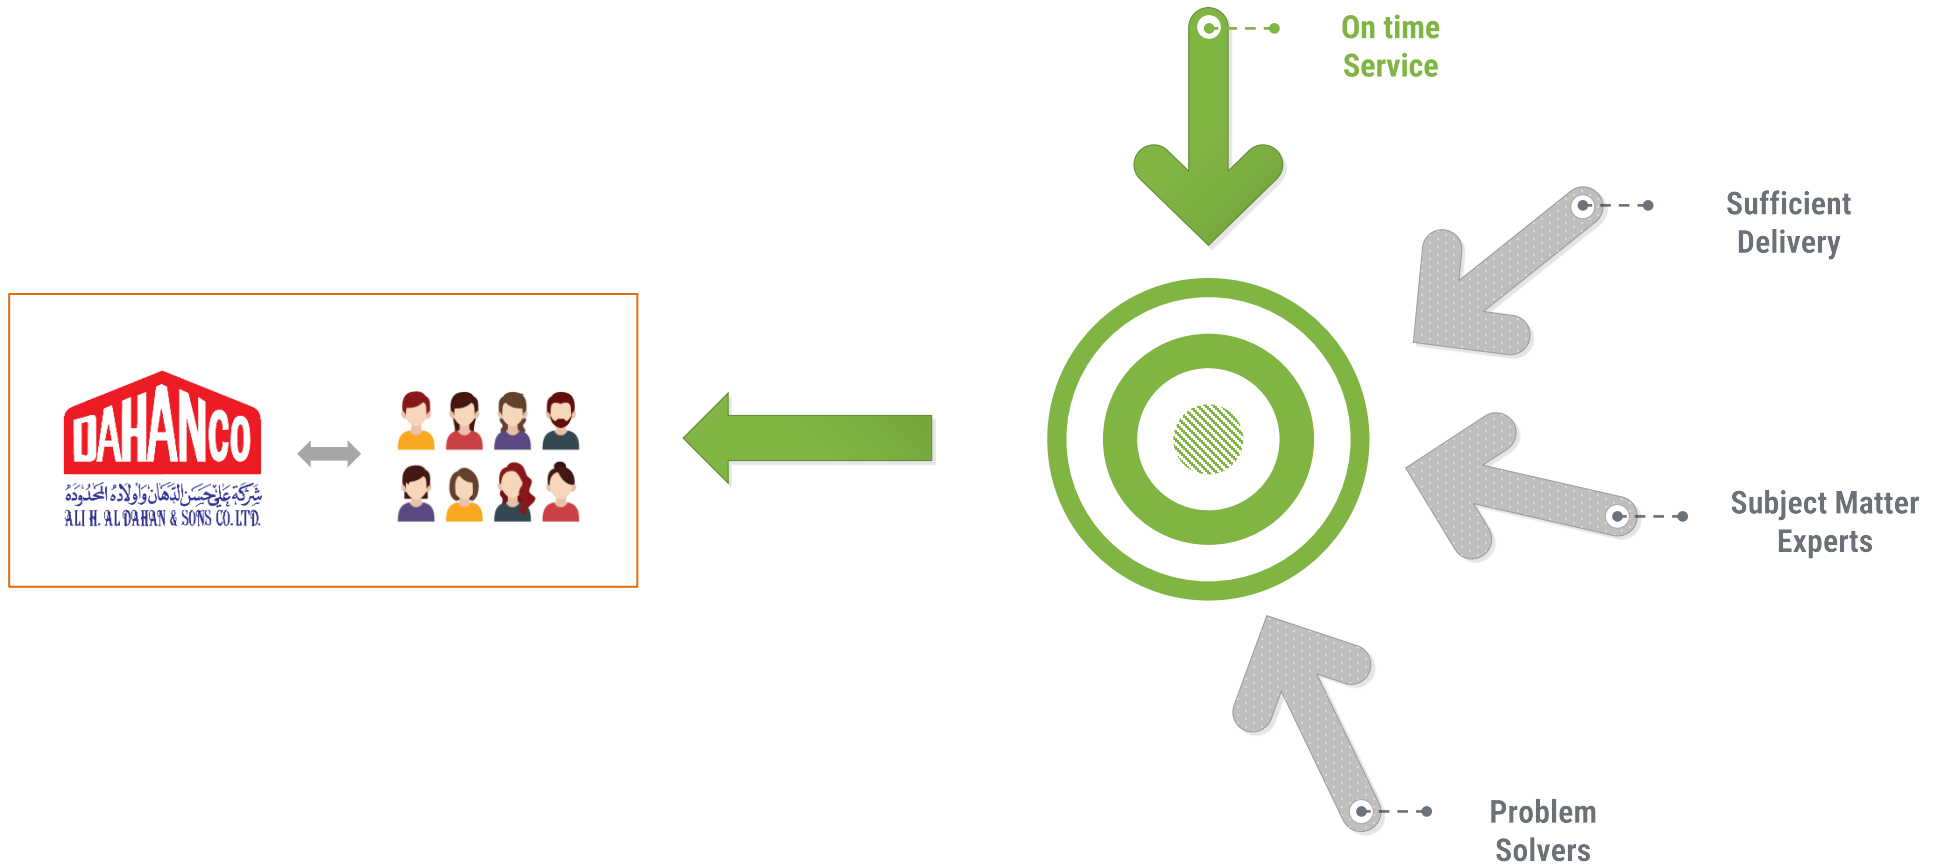 On time
Service
Sufficient
Delivery
DAHANCO
شركة علي حسن الدهان وأولاده المحدودة
ALI H. AL DAHAN & SONS CO. LTD.
Subject Matter
Experts
Problem
Solvers